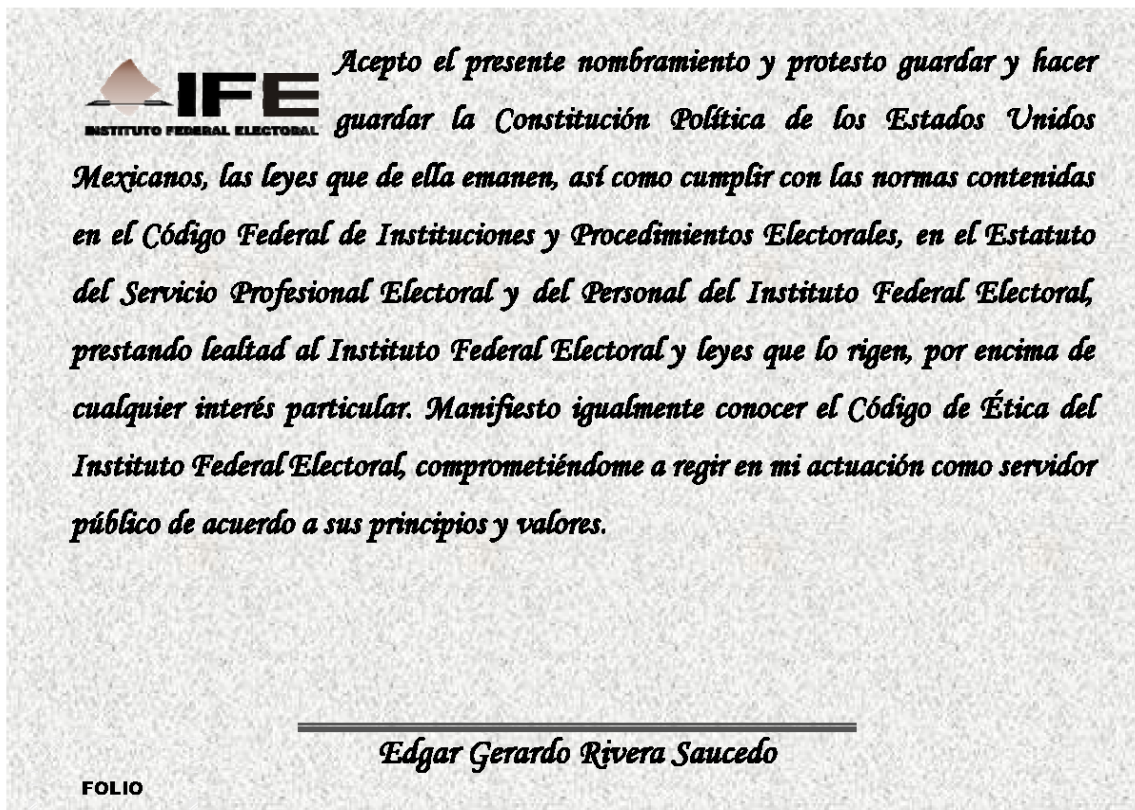 IFE
INSTITUTO FEDERAL ELECTORAL
Acepto el presente nombramiento y protesto guardar y hacer
guardar la Constitución Política de los Estados Unidos
Mexicanos, las leyes que de ella emanen, así como cumplir con las normas contenidas
en el Código Federal de Instituciones y Procedimientos Electorales, en el Estatuto
del Servicio Profesional Electoral y del Personal del Instituto Federal Electoral,
prestando lealtad al Instituto Federal Electoral y leyes que lo rigen, por encima de
cualquier interés particular. Manifiesto igualmente conocer el Código de Ética del
Instituto Federal Electoral, comprometiéndome a regir en mi actuación como servidor
público de acuerdo a sus principios y valores.
Edgar Gerardo Rivera Saucedo
FOLIO